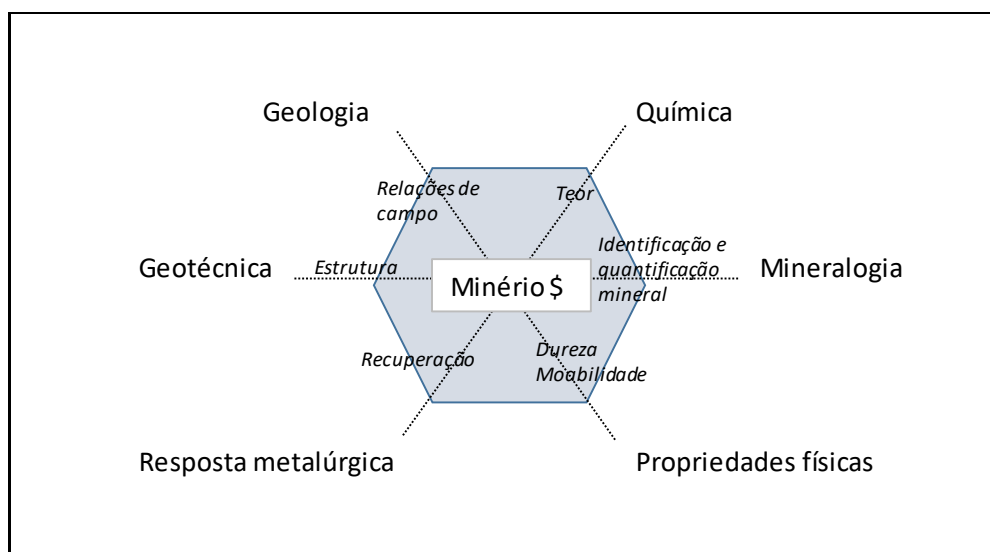 Geologia
Química
Relações de
campo
Teor
Geotécnica
Estrutura
Minério $
Identificação e
quantificação
mineral
Mineralogia
Recuperação
Dureza
Moabilidade
Resposta metalúrgica
Propriedades físicas